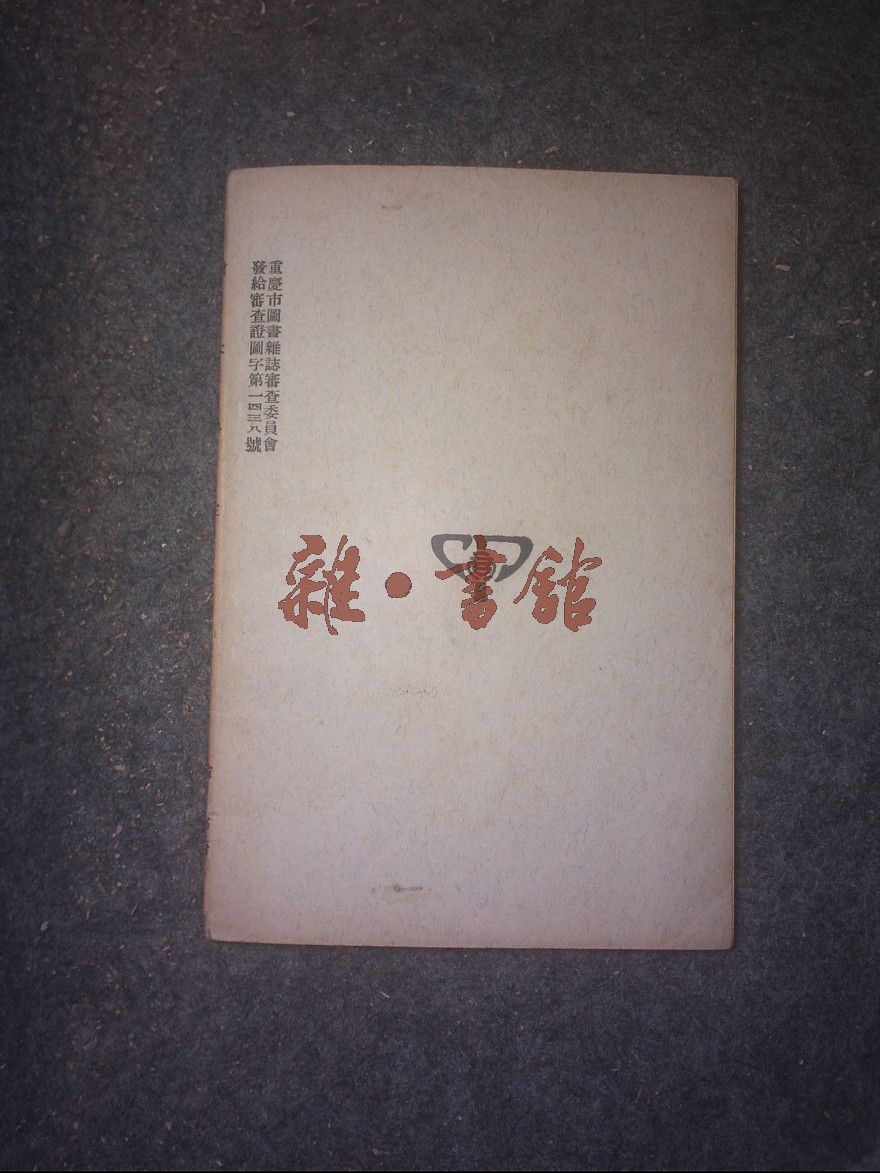 重慶市圖書雜誌審查委員會
發給審查證圖字第一四三八號
雜·書館